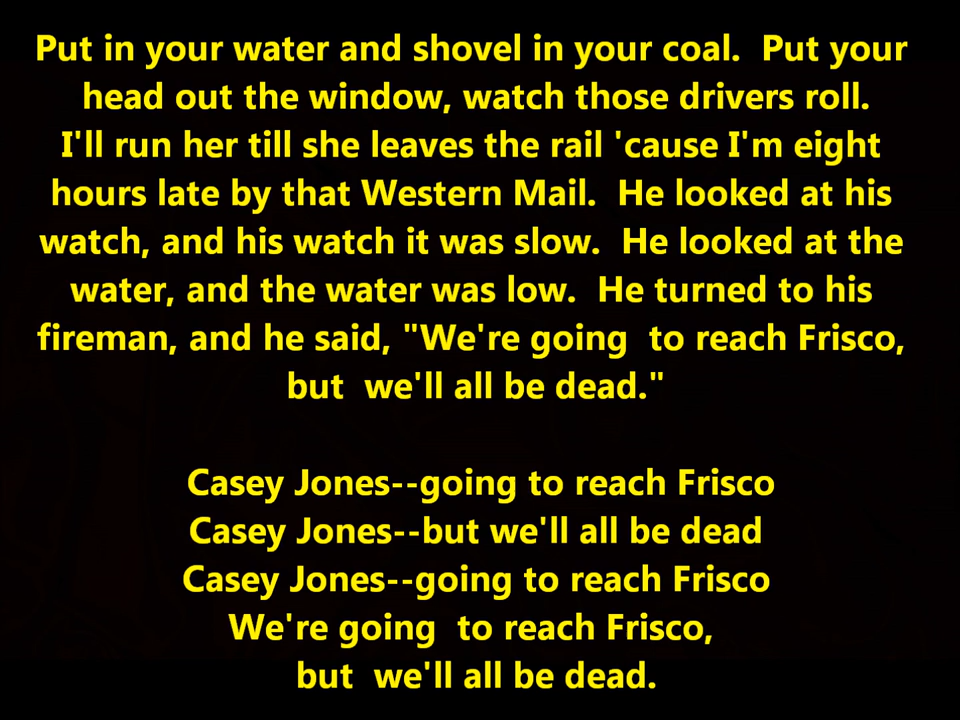 Put in your water and shovel in your coal.  Put your
head out the window, watch those drivers roll.
I'll run her till she leaves the rail 'cause I'm eight
hours late by that Western Mail.  He looked at his
watch, and his watch it was slow.  He looked at the
water, and the water was low.  He turned to his
fireman, and he said, "We're going  to reach Frisco,
but  we'll all be dead."

Casey Jones--going to reach Frisco
Casey Jones--but we'll all be dead
Casey Jones--going to reach Frisco
We're going  to reach Frisco,
but  we'll all be dead.